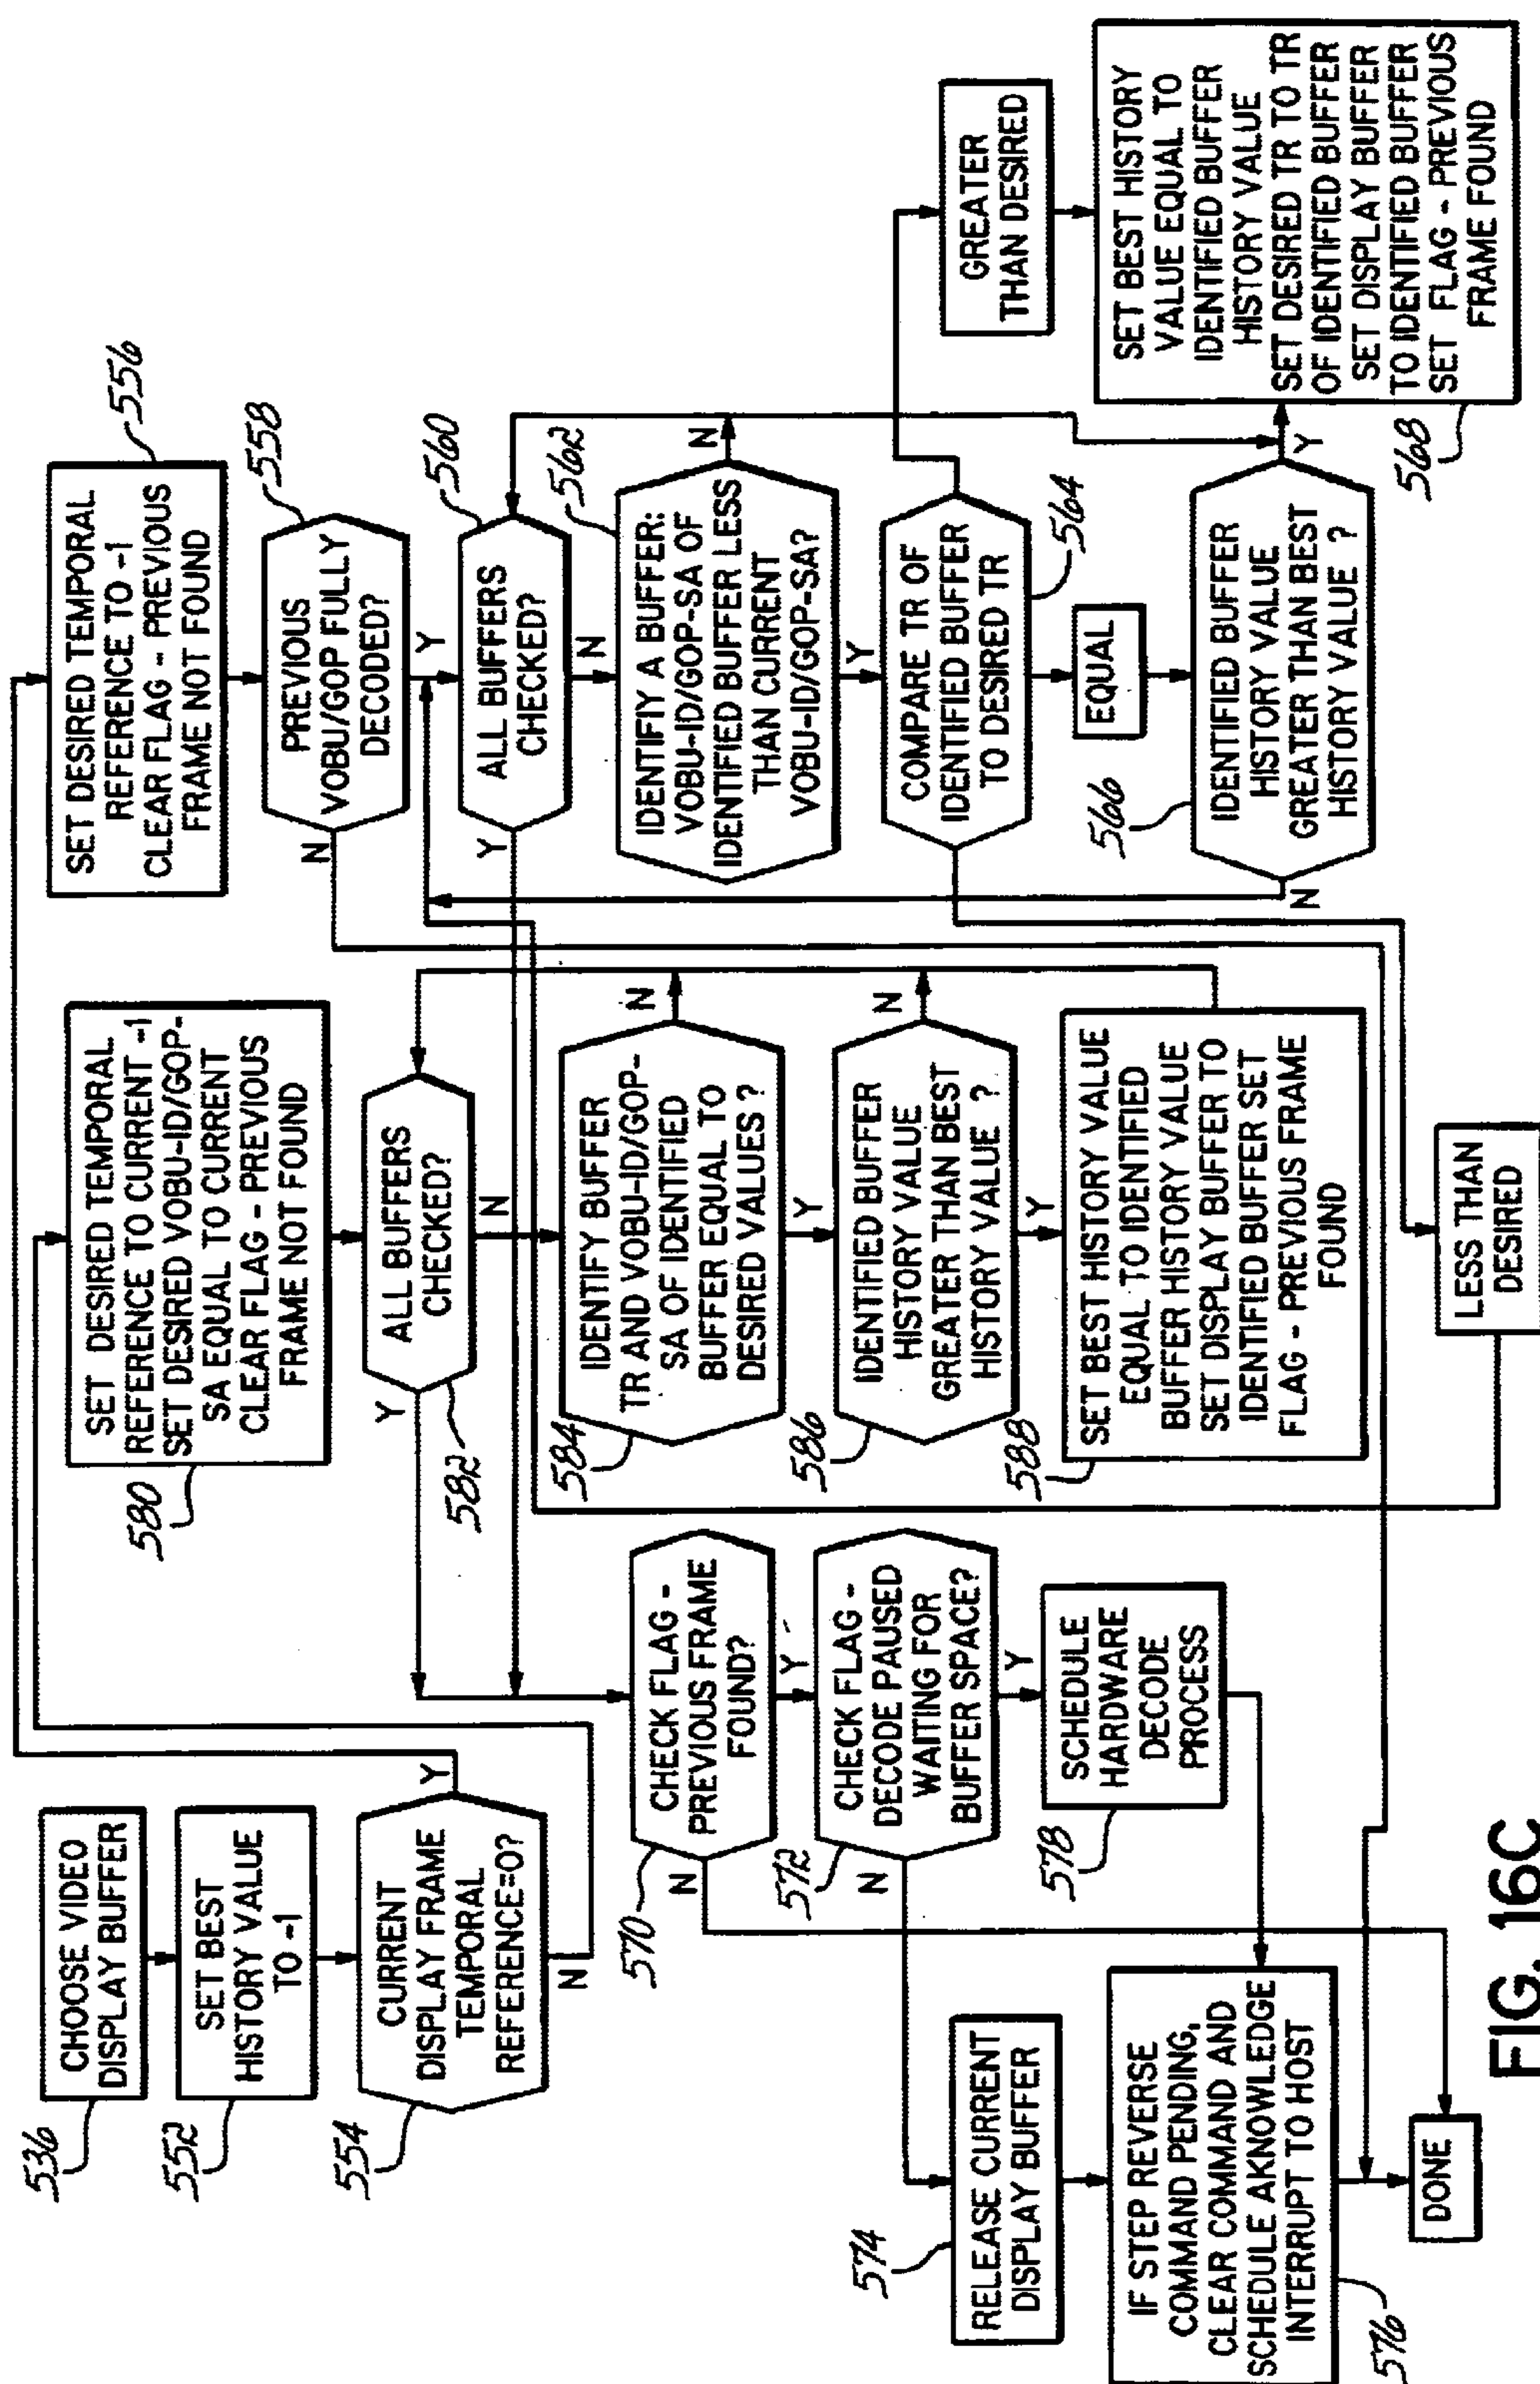 536
CHOOSE VIDEO
DISPLAY BUFFER
552
SET BEST
HISTORY VALUE
TO -1
554
CURRENT
DISPLAY FRAME
TEMPORAL
REFERENCE=0?
Y
N
580
SET DESIRED TEMPORAL
REFERENCE TO CURRENT -1
SET DESIRED VOBU-ID/GOP-
SA EQUAL TO CURRENT
CLEAR FLAG - PREVIOUS
FRAME NOT FOUND
582
ALL BUFFERS
CHECKED?
Y
N
584
IDENTIFY BUFFER
TR AND VOBU-ID/GOP-
SA OF IDENTIFIED
BUFFER EQUAL TO
DESIRED VALUES ?
N
Y
586
IDENTIFIED BUFFER
HISTORY VALUE
GREATER THAN BEST
HISTORY VALUE ?
N
Y
588
SET BEST HISTORY VALUE
EQUAL TO IDENTIFIED
BUFFER HISTORY VALUE
SET DISPLAY BUFFER TO
IDENTIFIED BUFFER SET
FLAG - PREVIOUS FRAME
FOUND
556
SET DESIRED TEMPORAL
REFERENCE TO -1
CLEAR FLAG - PREVIOUS
FRAME NOT FOUND
558
PREVIOUS
VOBU/GOP FULLY
DECODED?
N
Y
560
ALL BUFFERS
CHECKED?
Y
N
562
IDENTIFIY A BUFFER:
VOBU-ID/GOP-SA OF
IDENTIFIED BUFFER LESS
THAN CURRENT
VOBU-ID/GOP-SA?
N
Y
564
COMPARE TR OF
IDENTIFIED BUFFER
TO DESIRED TR
EQUAL
566
IDENTIFIED BUFFER
HISTORY VALUE
GREATER THAN BEST
HISTORY VALUE ?
N
Y
GREATER
THAN DESIRED
568
SET BEST HISTORY
VALUE EQUAL TO
IDENTIFIED BUFFER
HISTORY VALUE
SET DESIRED TR TO TR
OF IDENTIFIED BUFFER
SET DISPLAY BUFFER
TO IDENTIFIED BUFFER
SET FLAG - PREVIOUS
FRAME FOUND
LESS THAN
DESIRED
570
CHECK FLAG -
PREVIOUS FRAME
FOUND?
N
Y
572
CHECK FLAG -
DECODE PAUSED
WAITING FOR
BUFFER SPACE?
N
Y
578
SCHEDULE
HARDWARE
DECODE
PROCESS
574
RELEASE CURRENT
DISPLAY BUFFER
576
IF STEP REVERSE
COMMAND PENDING,
CLEAR COMMAND AND
SCHEDULE AKNOWLEDGE
INTERRUPT TO HOST
DONE
FIG. 16C